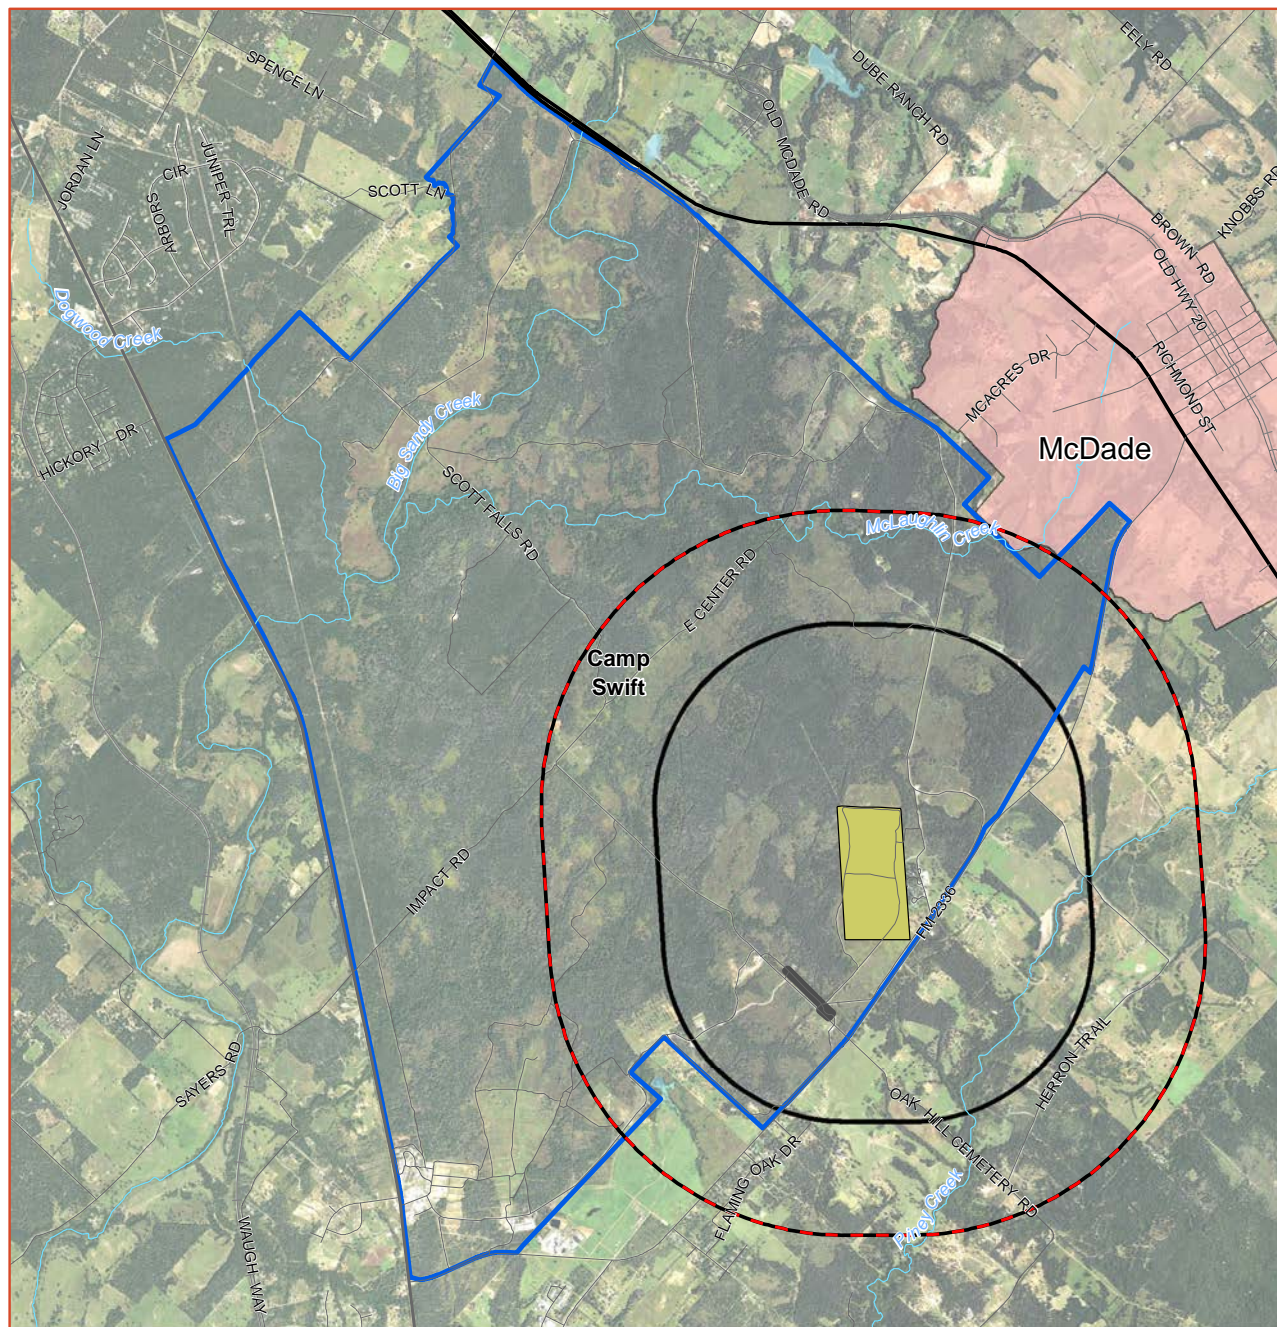 EELY RD
SPENCE LN
DUBE RANCH RD
OLD MCDADE RD
JORDAN LN
JUNIPER TRL
CIR
ARBORS
SCOTT LN
KNOBBS RD
BROWN RD
OLD HWY 20
Dogwood Creek
RICHMOND ST
MCACRES DR
McDade
HICKORY DR
Big Sandy Creek
SCOTT FALLS RD
McLaughlin Creek
E CENTER RD
Camp
Swift
IMPACT RD
FM 2336
SAYERS RD
HERRON TRAIL
OAK HILL CEMETERY RD
FLAMING OAK DR
Piney Creek
WAUGH WAY